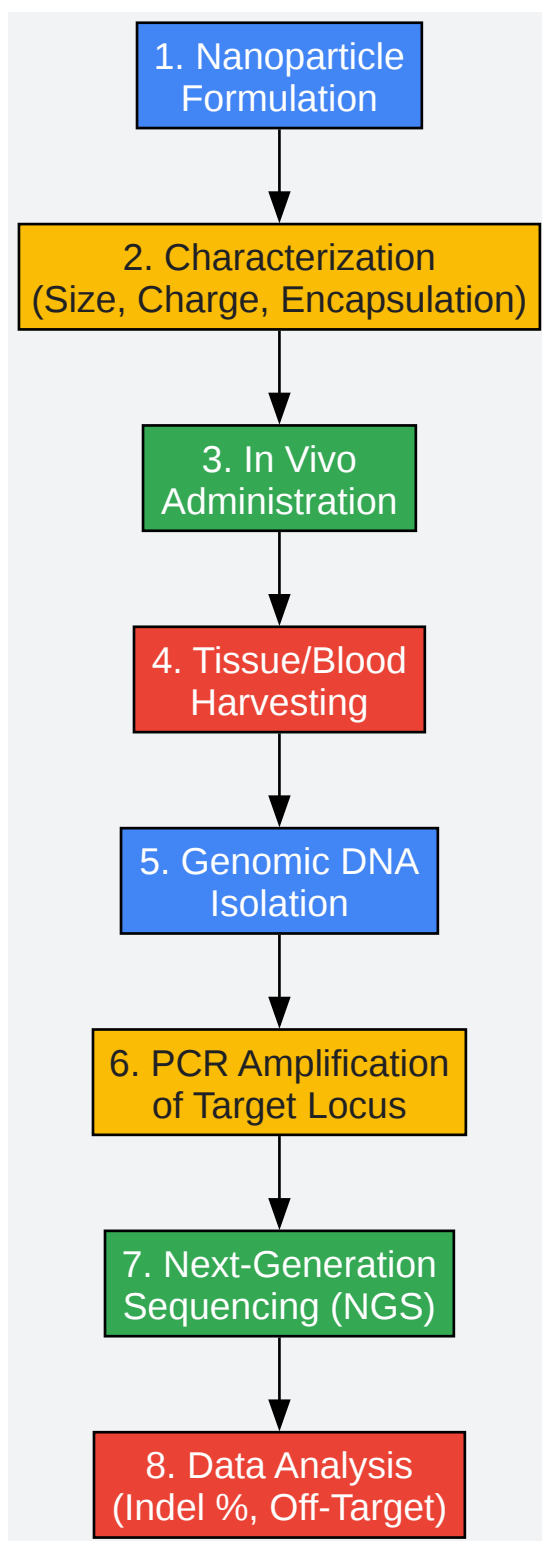 1. Nanoparticle
Formulation
2. Characterization
(Size, Charge, Encapsulation)
3. In Vivo
Administration
4. Tissue/Blood
Harvesting
5. Genomic DNA
Isolation
6. PCR Amplification
of Target Locus
7. Next-Generation
Sequencing (NGS)
8. Data Analysis
(Indel %, Off-Target)